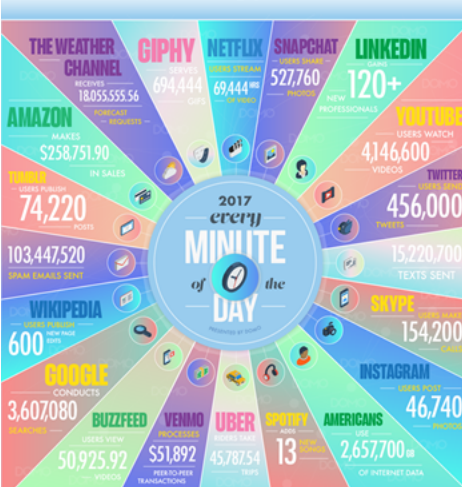 THE WEATHER
CHANNEL
RECEIVES
18,055,555.56
FORECAST
REQUESTS
GIPHY
SERVES
694,444
GIFS
NETFLIX
USERS STREAM
69,444 HRS
OF VIDEO
SNAPCHAT
USERS SHARE
527,760
PHOTOS
LINKEDIN
GAINS
120+
NEW
PROFESSIONALS
YOUTUBE
USERS WATCH
4,146,600
VIDEOS
TWITTER
USERS SEND
456,000
TWEETS
15,220,700
TEXTS SENT
SKYPE
USERS MAKE
154,200
CALLS
INSTAGRAM
USERS POST
46,740
PHOTOS
AMERICANS
USE
2,657,700 GB
OF INTERNET DATA
SPOTIFY
ADDS
13 NEW
SONGS
UBER
RIDERS TAKE
45,787.54
TRIPS
VENMO
PROCESSES
$51,892
PEER-TO-PEER
TRANSACTIONS
BUZZFEED
USERS VIEW
50,925.92
VIDEOS
GOOGLE
CONDUCTS
3,607,080
SEARCHES
WIKIPEDIA
USERS PUBLISH
600 NEW PAGE
EDITS
103,447,520
SPAM EMAILS SENT
TUMBLR
USERS PUBLISH
74,220
POSTS
AMAZON
MAKES
$258,751.90
IN SALES
2017
every
MINUTE
of the
DAY
PRESENTED BY DOMO